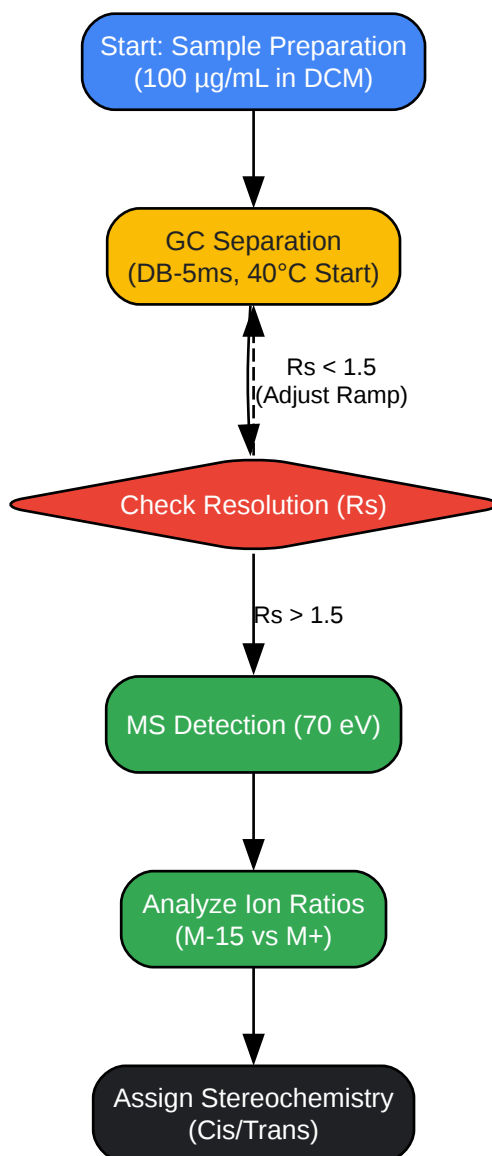 Start: Sample Preparation
(100 µg/mL in DCM)
GC Separation
(DB-5ms, 40°C Start)
Rs < 1.5
(Adjust Ramp)
Check Resolution (Rs)
Rs > 1.5
MS Detection (70 eV)
Analyze Ion Ratios
(M-15 vs M+)
Assign Stereochemistry
(Cis/Trans)